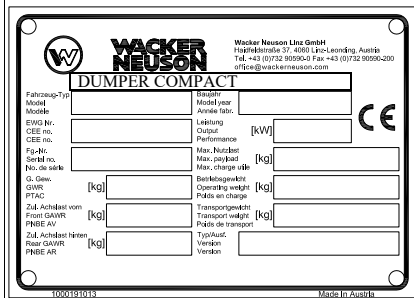 WACKER
NEUSON
Wacker Neuson Linz GmbH
Haidfeldstraße 37, 4060 Linz-Leonding, Austria
Tel. +43 (0)732 90590-0 Fax +43 (0)732 90590-200
office@wackerneuson.com
DUMPER COMPACT
Fahrzeug-Typ
Model
Modéle
Baujahr
Model year
Année fabr.
EWG Nr.
CEE no.
CEE no.
Leistung
Output
Performance
[kW]
CE
Fg.-Nr.
Serial no.
No. de série
Max. Nutzlast
Max. payload
Max. charge utile
[kg]
G. Gew.
GWR
PTAC
[kg]
Betriebsgewicht
Operating weight
Poids en charge
[kg]
Zul. Achslast vorn
Front GAWR
PNBE AV
[kg]
Transportgewicht
Transport weight
Poids de transport
[kg]
Zul. Achslast hinten
Rear GAWR
PNBE AR
[kg]
Typ/Ausf.
Version
Version
1000191013
Made in Austria